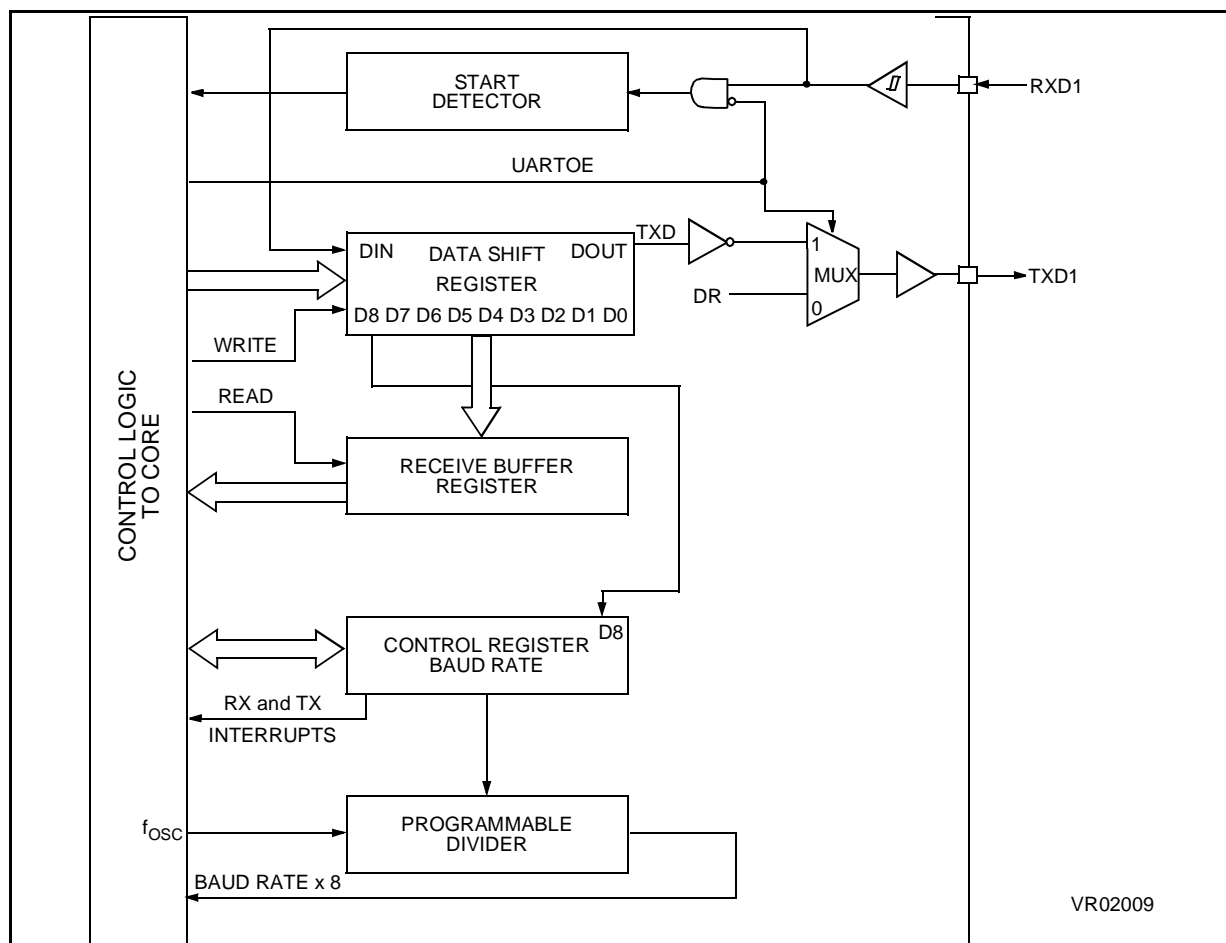 START
DETECTOR
RXD1
UARTOE
TXD
DIN DATA SHIFT DOUT
REGISTER
D8 D7 D6 D5 D4 D3 D2 D1 D0
1
MUX
0
DR
TXD1
WRITE
READ
CONTROL LOGIC
TO CORE
RECEIVE BUFFER
REGISTER
D8
CONTROL REGISTER
BAUD RATE
RX and TX
INTERRUPTS
fOSC
PROGRAMMABLE
DIVIDER
BAUD RATE x 8
VR02009